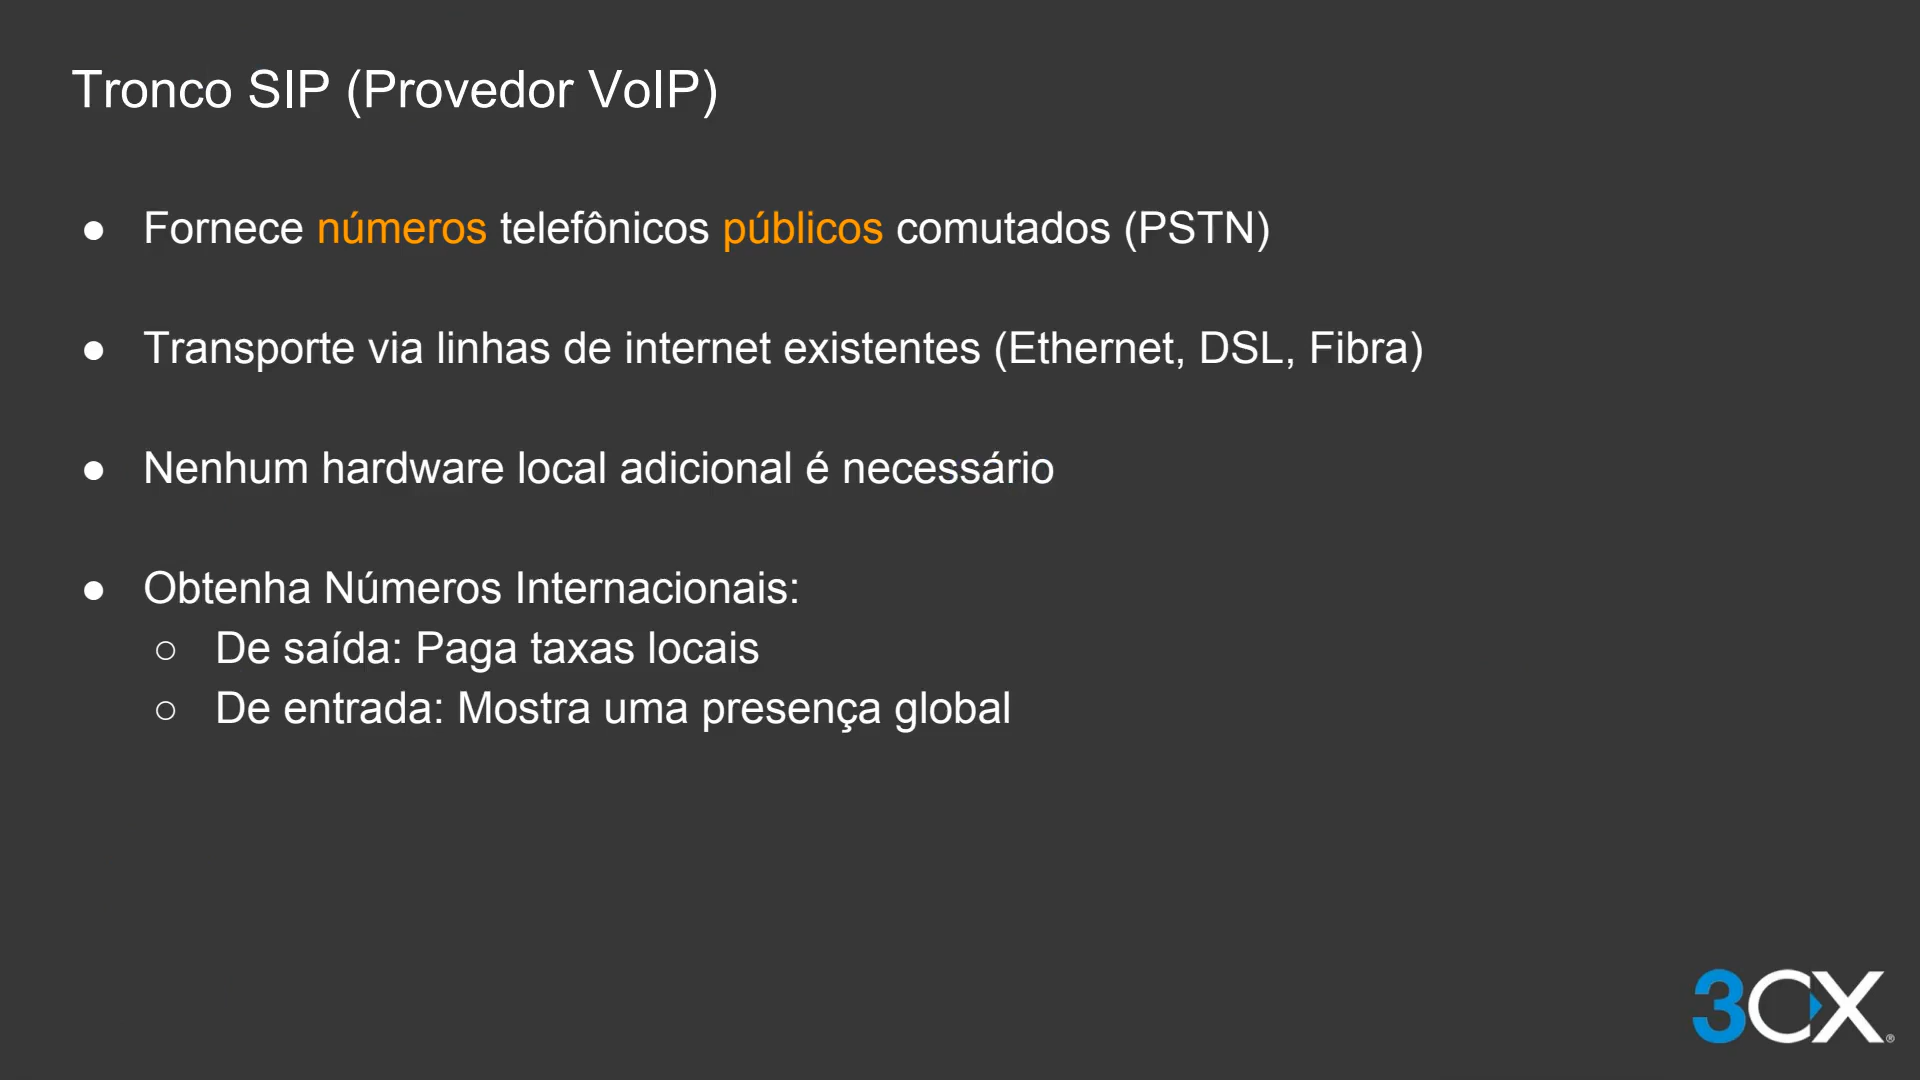 Tronco SIP (Provedor VoIP)
● Fornece números telefônicos públicos comutados (PSTN)
● Transporte via linhas de internet existentes (Ethernet, DSL, Fibra)
● Nenhum hardware local adicional é necessário
● Obtenha Números Internacionais:
○ De saída: Paga taxas locais
○ De entrada: Mostra uma presença global
3CX®